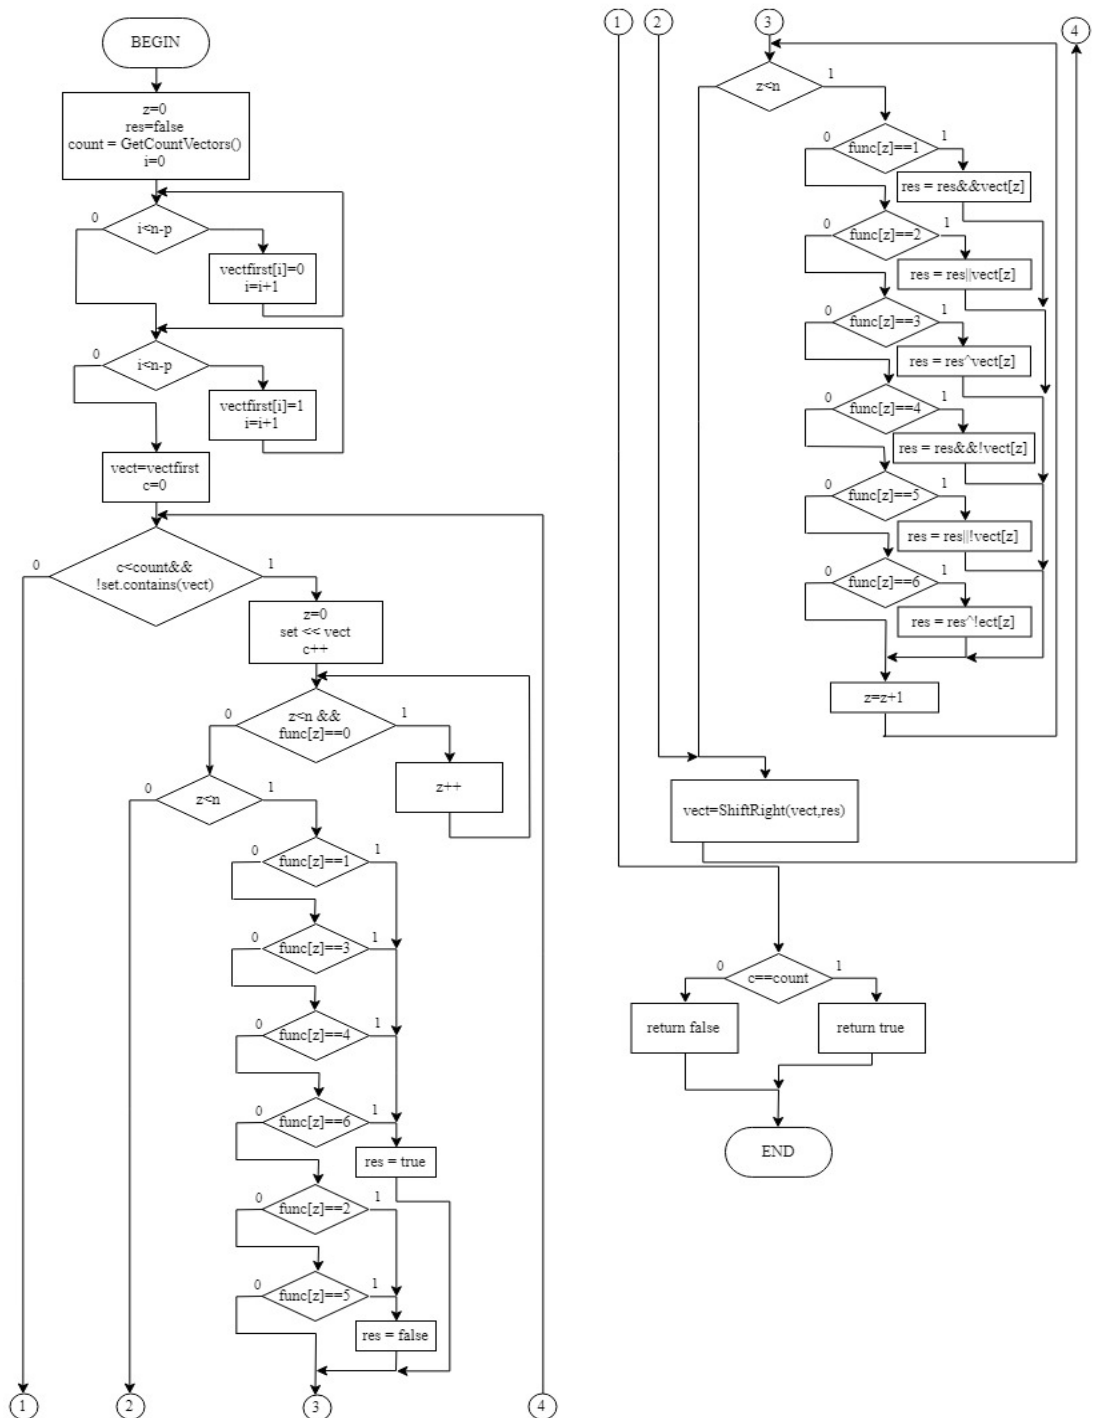 BEGIN
z=0
res=false
count = GetCountVectors()
i=0
0
i<n-p
vectfirst[i]=0
i=i+1
0
i<n-p
vectfirst[i]=1
i=i+1
vect=vectfirst
c=0
0
c<count&&
!set.contains(vect)
1
z=0
set << vect
c++
0
z<n &&
func[z]==0
1
z++
0
z<n
1
0
func[z]==1
1
0
func[z]==3
1
0
func[z]==4
1
0
func[z]==6
1
res = true
0
func[z]==2
1
0
func[z]==5
1
res = false
1
2
3
4
1
2
3
4
z<n
1
0
func[z]==1
1
res = res&&vect[z]
0
func[z]==2
1
res = res||vect[z]
0
func[z]==3
1
res = res^vect[z]
0
func[z]==4
1
res = res&&!vect[z]
0
func[z]==5
1
res = res||!vect[z]
0
func[z]==6
1
res = res^!ect[z]
z=z+1
vect=ShiftRight(vect,res)
0
c==count
1
return false
return true
END